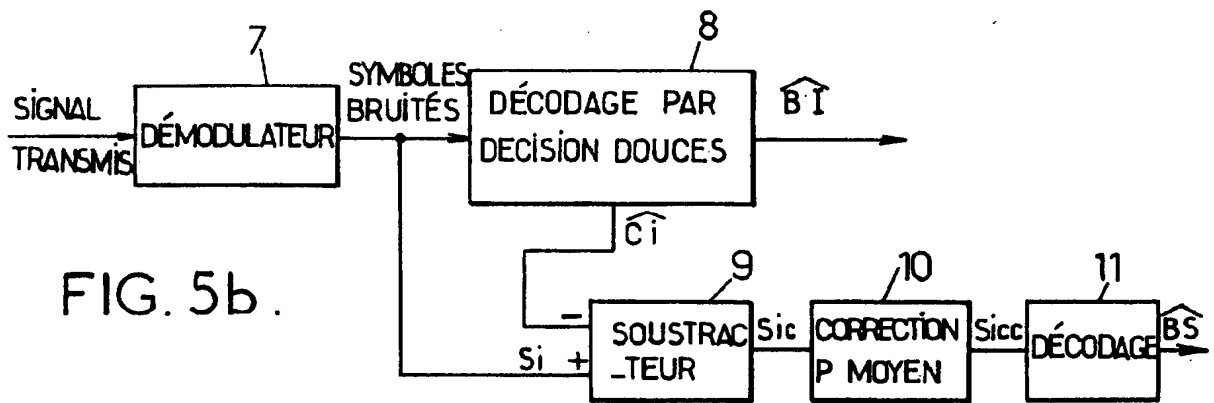 7
8
SIGNAL
TRANSMIS
DÉMODULATEUR
SYMBOLES
BRUITÉS
DÉCODAGE PAR
DECISION DOUCES
B̂I
Ĉi
FIG. 5b.
9
10
11
−
Si +
SOUSTRAC
-TEUR
Sic
CORRECTION
P MOYEN
Sicc
DÉCODAGE
B̂S